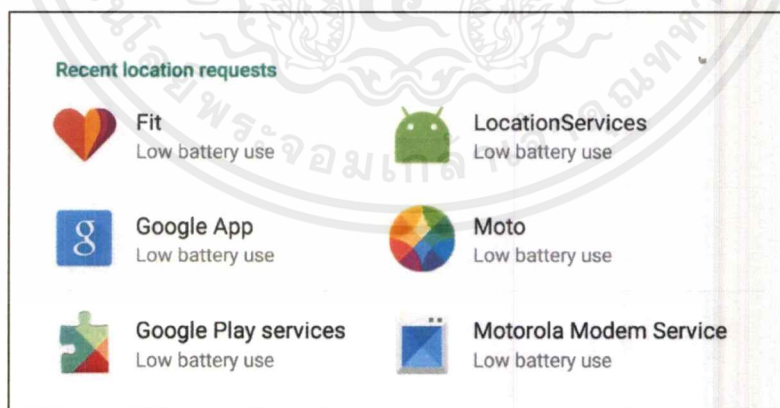 Recent location requests
Fit
Low battery use
LocationServices
Low battery use
Google App
Low battery use
Moto
Low battery use
Google Play services
Low battery use
Motorola Modem Service
Low battery use